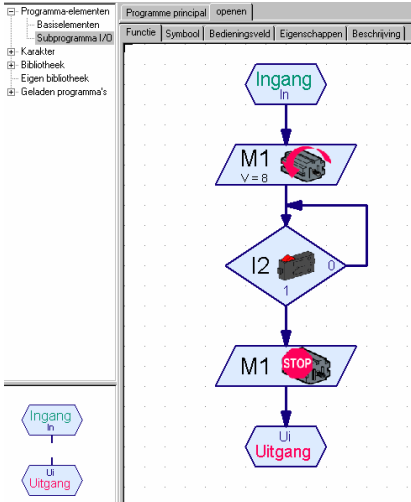 Programma-elementen
Basiselementen
Subprogramma I/O
Karakter
Bibliotheek
Eigen bibliotheek
Geladen programma's
Programme principal openen
Functie Symbool Bedieningsveld Eigenschappen Beschrijving
Ingang
In
M1
V = 8
I2
0
1
M1 STOP
Ui
Uitgang
Ingang
In
Ui
Uitgang